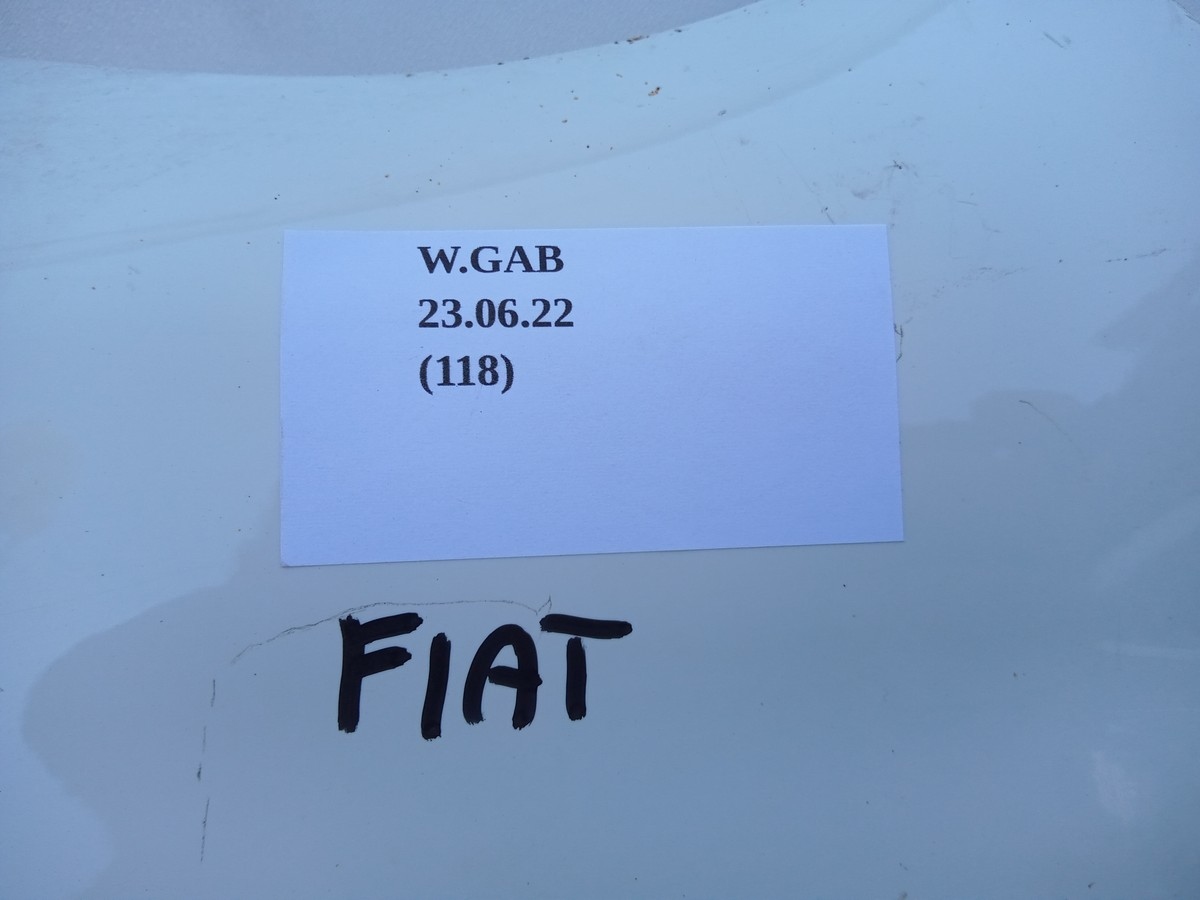 W.GAB
23.06.22
(118)
FIAT